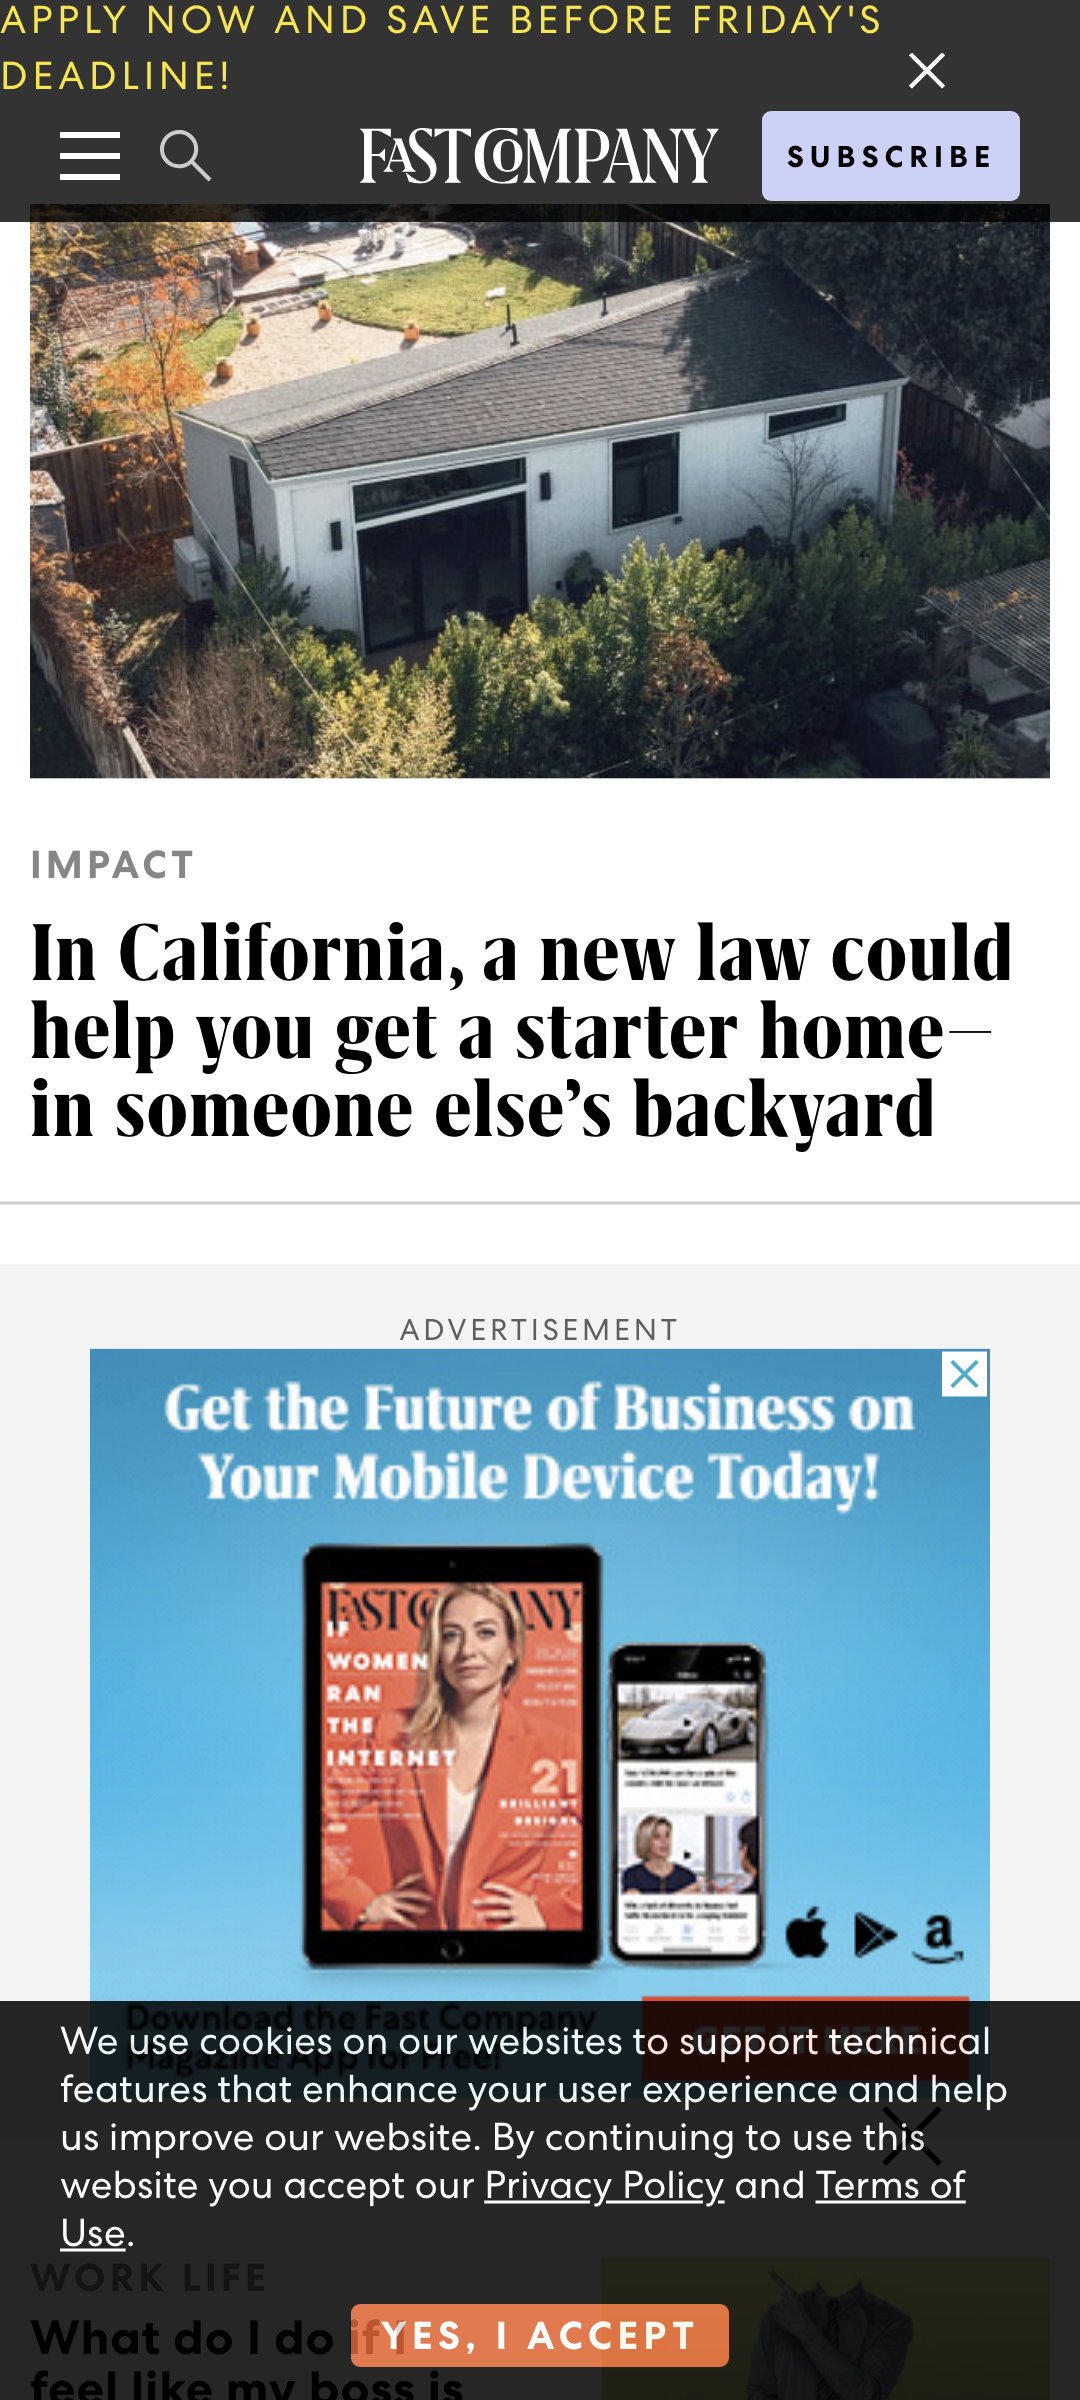 APPLY NOW AND SAVE BEFORE FRIDAY'S
DEADLINE!
FAST COMPANY
SUBSCRIBE
IMPACT
In California, a new law could
help you get a starter home—
in someone else’s backyard
ADVERTISEMENT
Get the Future of Business on
Your Mobile Device Today!
FAST COMPANY
IF
WOMEN
RAN
THE
INTERNET
21
BRILLIANT
DESIGNS
Download the Fast Company
Magazine App for Free!
We use cookies on our websites to support technical
features that enhance your user experience and help
us improve our website. By continuing to use this
website you accept our Privacy Policy and Terms of
Use.
WORK LIFE
What do I do if I
feel like my boss is
YES, I ACCEPT